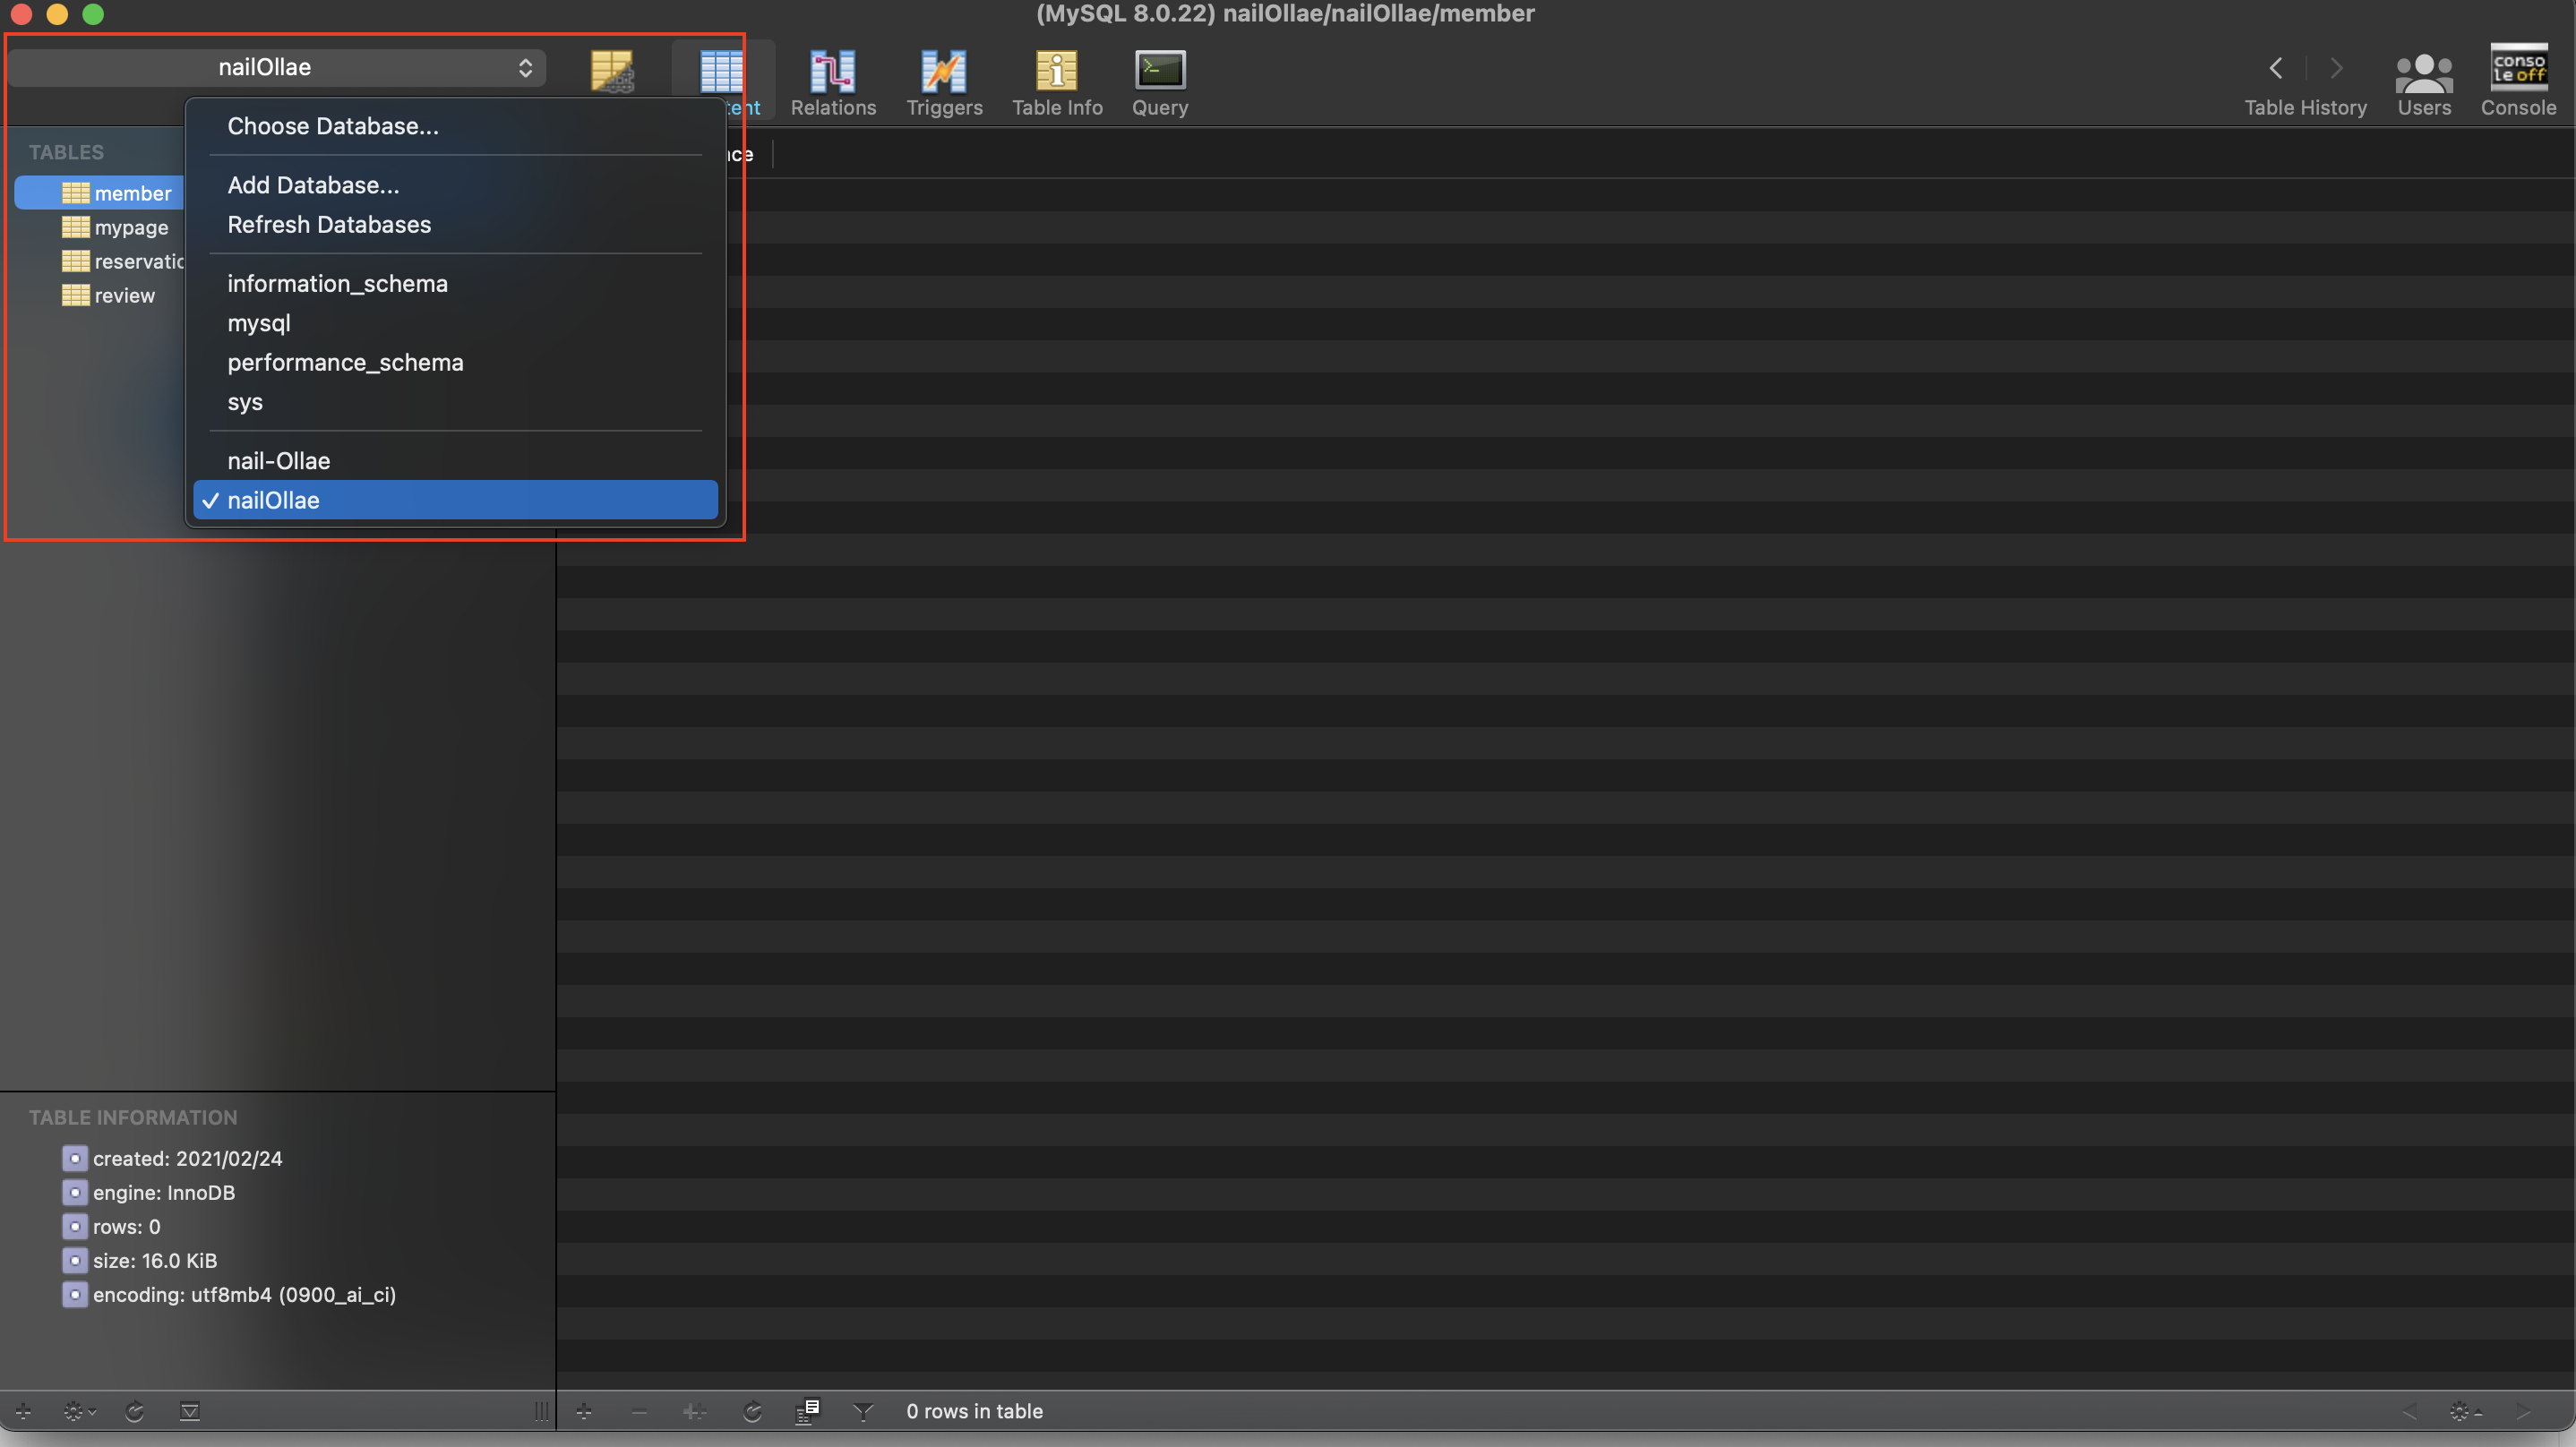 (MySQL 8.0.22) nailOllae/nailOllae/member
nailOllae
Relations
Triggers
Table Info
Query
Table History
Users
conso
le off
Console
Choose Database...
Add Database...
Refresh Databases
information_schema
mysql
performance_schema
sys
nail-Ollae
✓ nailOllae
TABLES
member
mypage
review
TABLE INFORMATION
created: 2021/02/24
engine: InnoDB
rows: 0
size: 16.0 KiB
encoding: utf8mb4 (0900_ai_ci)
0 rows in table